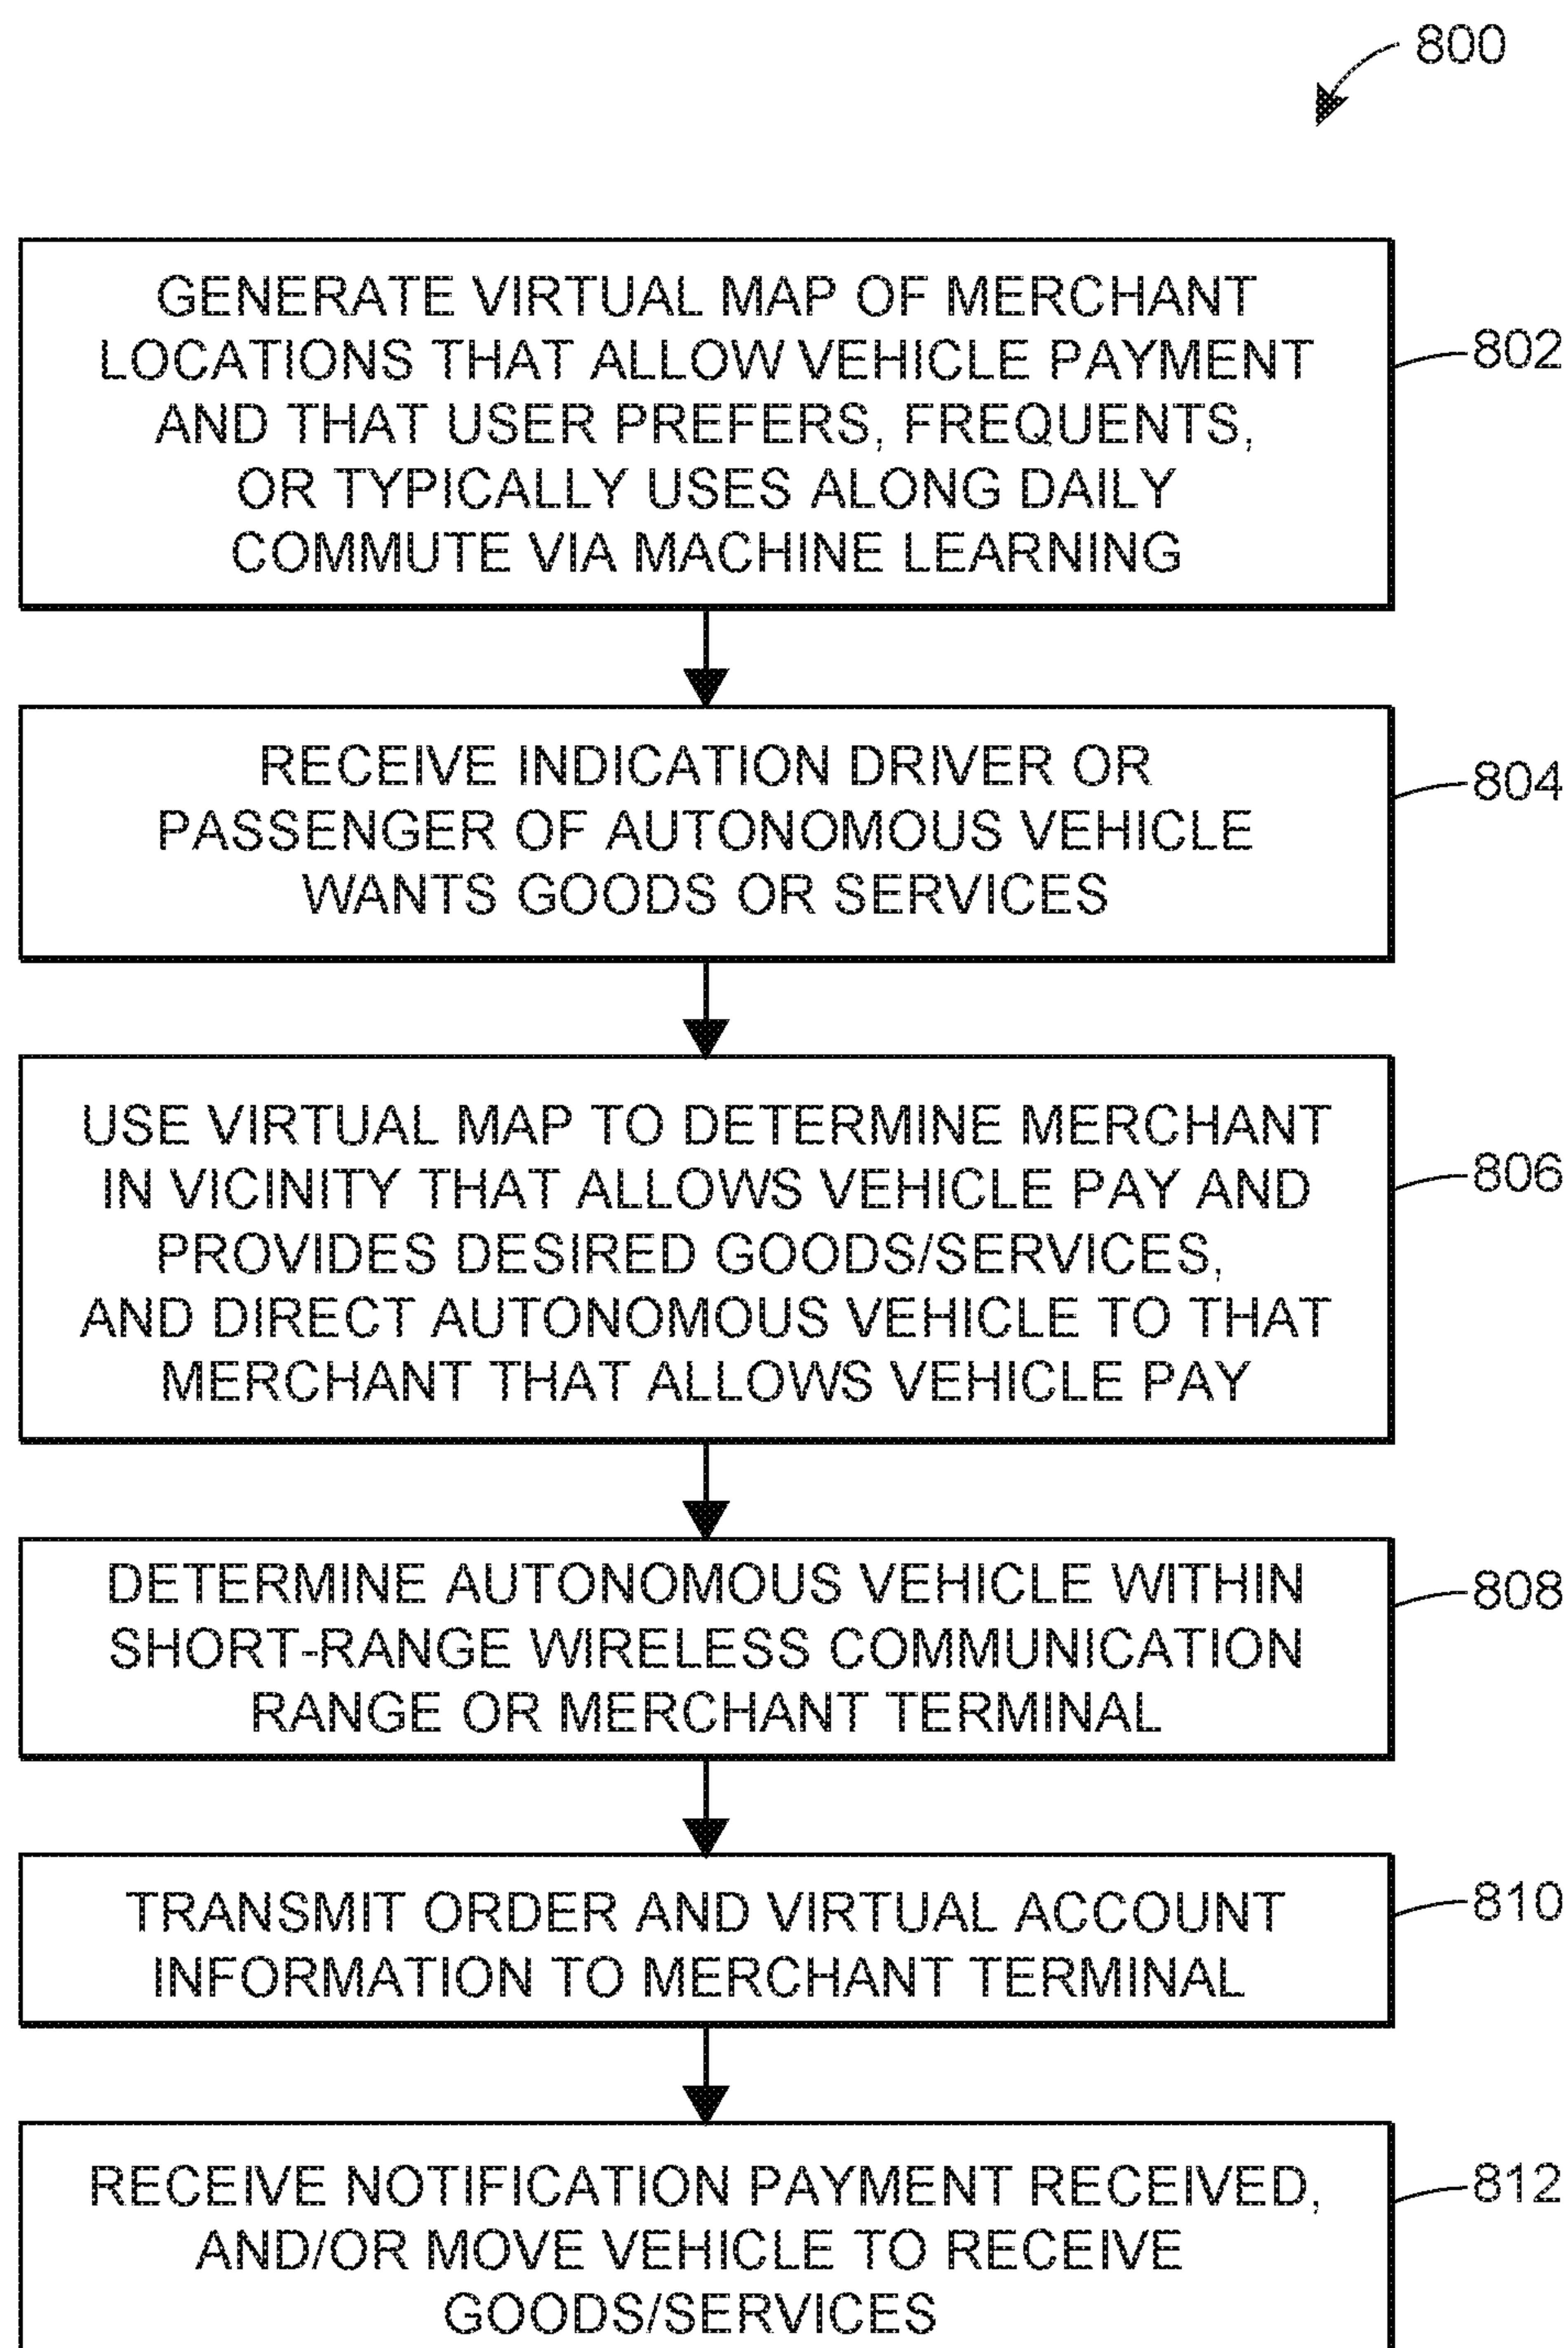 800
GENERATE VIRTUAL MAP OF MERCHANT
LOCATIONS THAT ALLOW VEHICLE PAYMENT
AND THAT USER PREFERS, FREQUENTS,
OR TYPICALLY USES ALONG DAILY
COMMUTE VIA MACHINE LEARNING
802
RECEIVE INDICATION DRIVER OR
PASSENGER OF AUTONOMOUS VEHICLE
WANTS GOODS OR SERVICES
804
USE VIRTUAL MAP TO DETERMINE MERCHANT
IN VICINITY THAT ALLOWS VEHICLE PAY AND
PROVIDES DESIRED GOODS/SERVICES,
AND DIRECT AUTONOMOUS VEHICLE TO THAT
MERCHANT THAT ALLOWS VEHICLE PAY
806
DETERMINE AUTONOMOUS VEHICLE WITHIN
SHORT-RANGE WIRELESS COMMUNICATION
RANGE OR MERCHANT TERMINAL
808
TRANSMIT ORDER AND VIRTUAL ACCOUNT
INFORMATION TO MERCHANT TERMINAL
810
RECEIVE NOTIFICATION PAYMENT RECEIVED,
AND/OR MOVE VEHICLE TO RECEIVE
GOODS/SERVICES
812